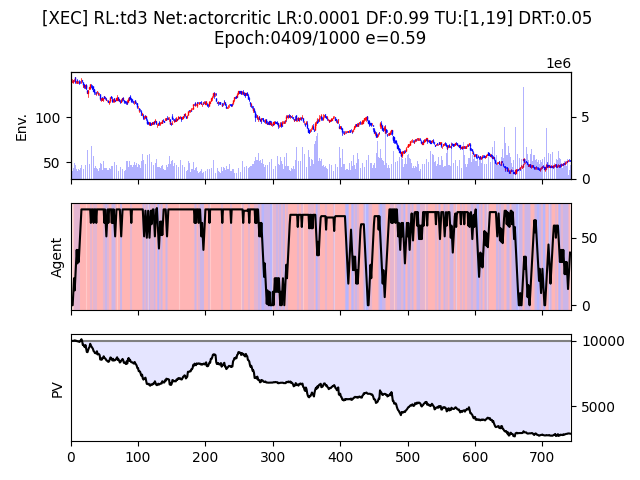 [XEC] RL:td3 Net:actorcritic LR:0.0001 DF:0.99 TU:[1,19] DRT:0.05
Epoch:0409/1000 e=0.59
1e6
Env.
100
50
5
0
Agent
50
0
PV
10000
5000
0 100 200 300 400 500 600 700